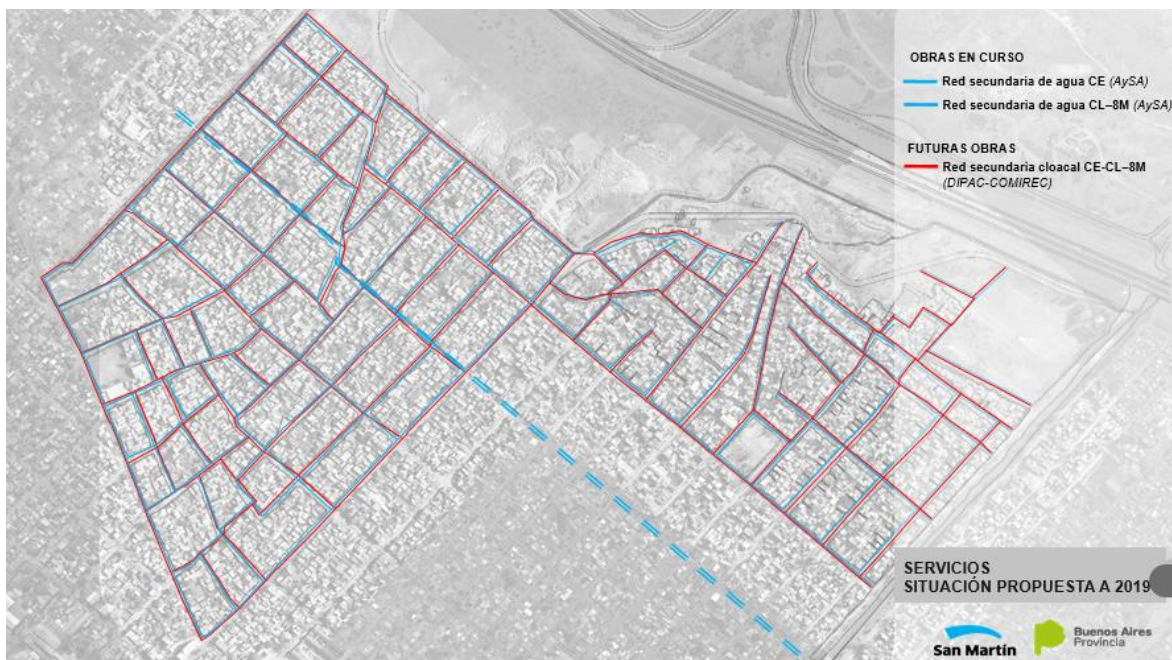 OBRAS EN CURSO
Red secundaria de agua CE (AySA)
Red secundaria de agua CL–8M (AySA)
FUTURAS OBRAS
Red secundaria cloacal CE-CL–8M
(DIPAC-COMIREC)
SERVICIOS
SITUACIÓN PROPUESTA A 2019
San Martín
Buenos Aires
Provincia